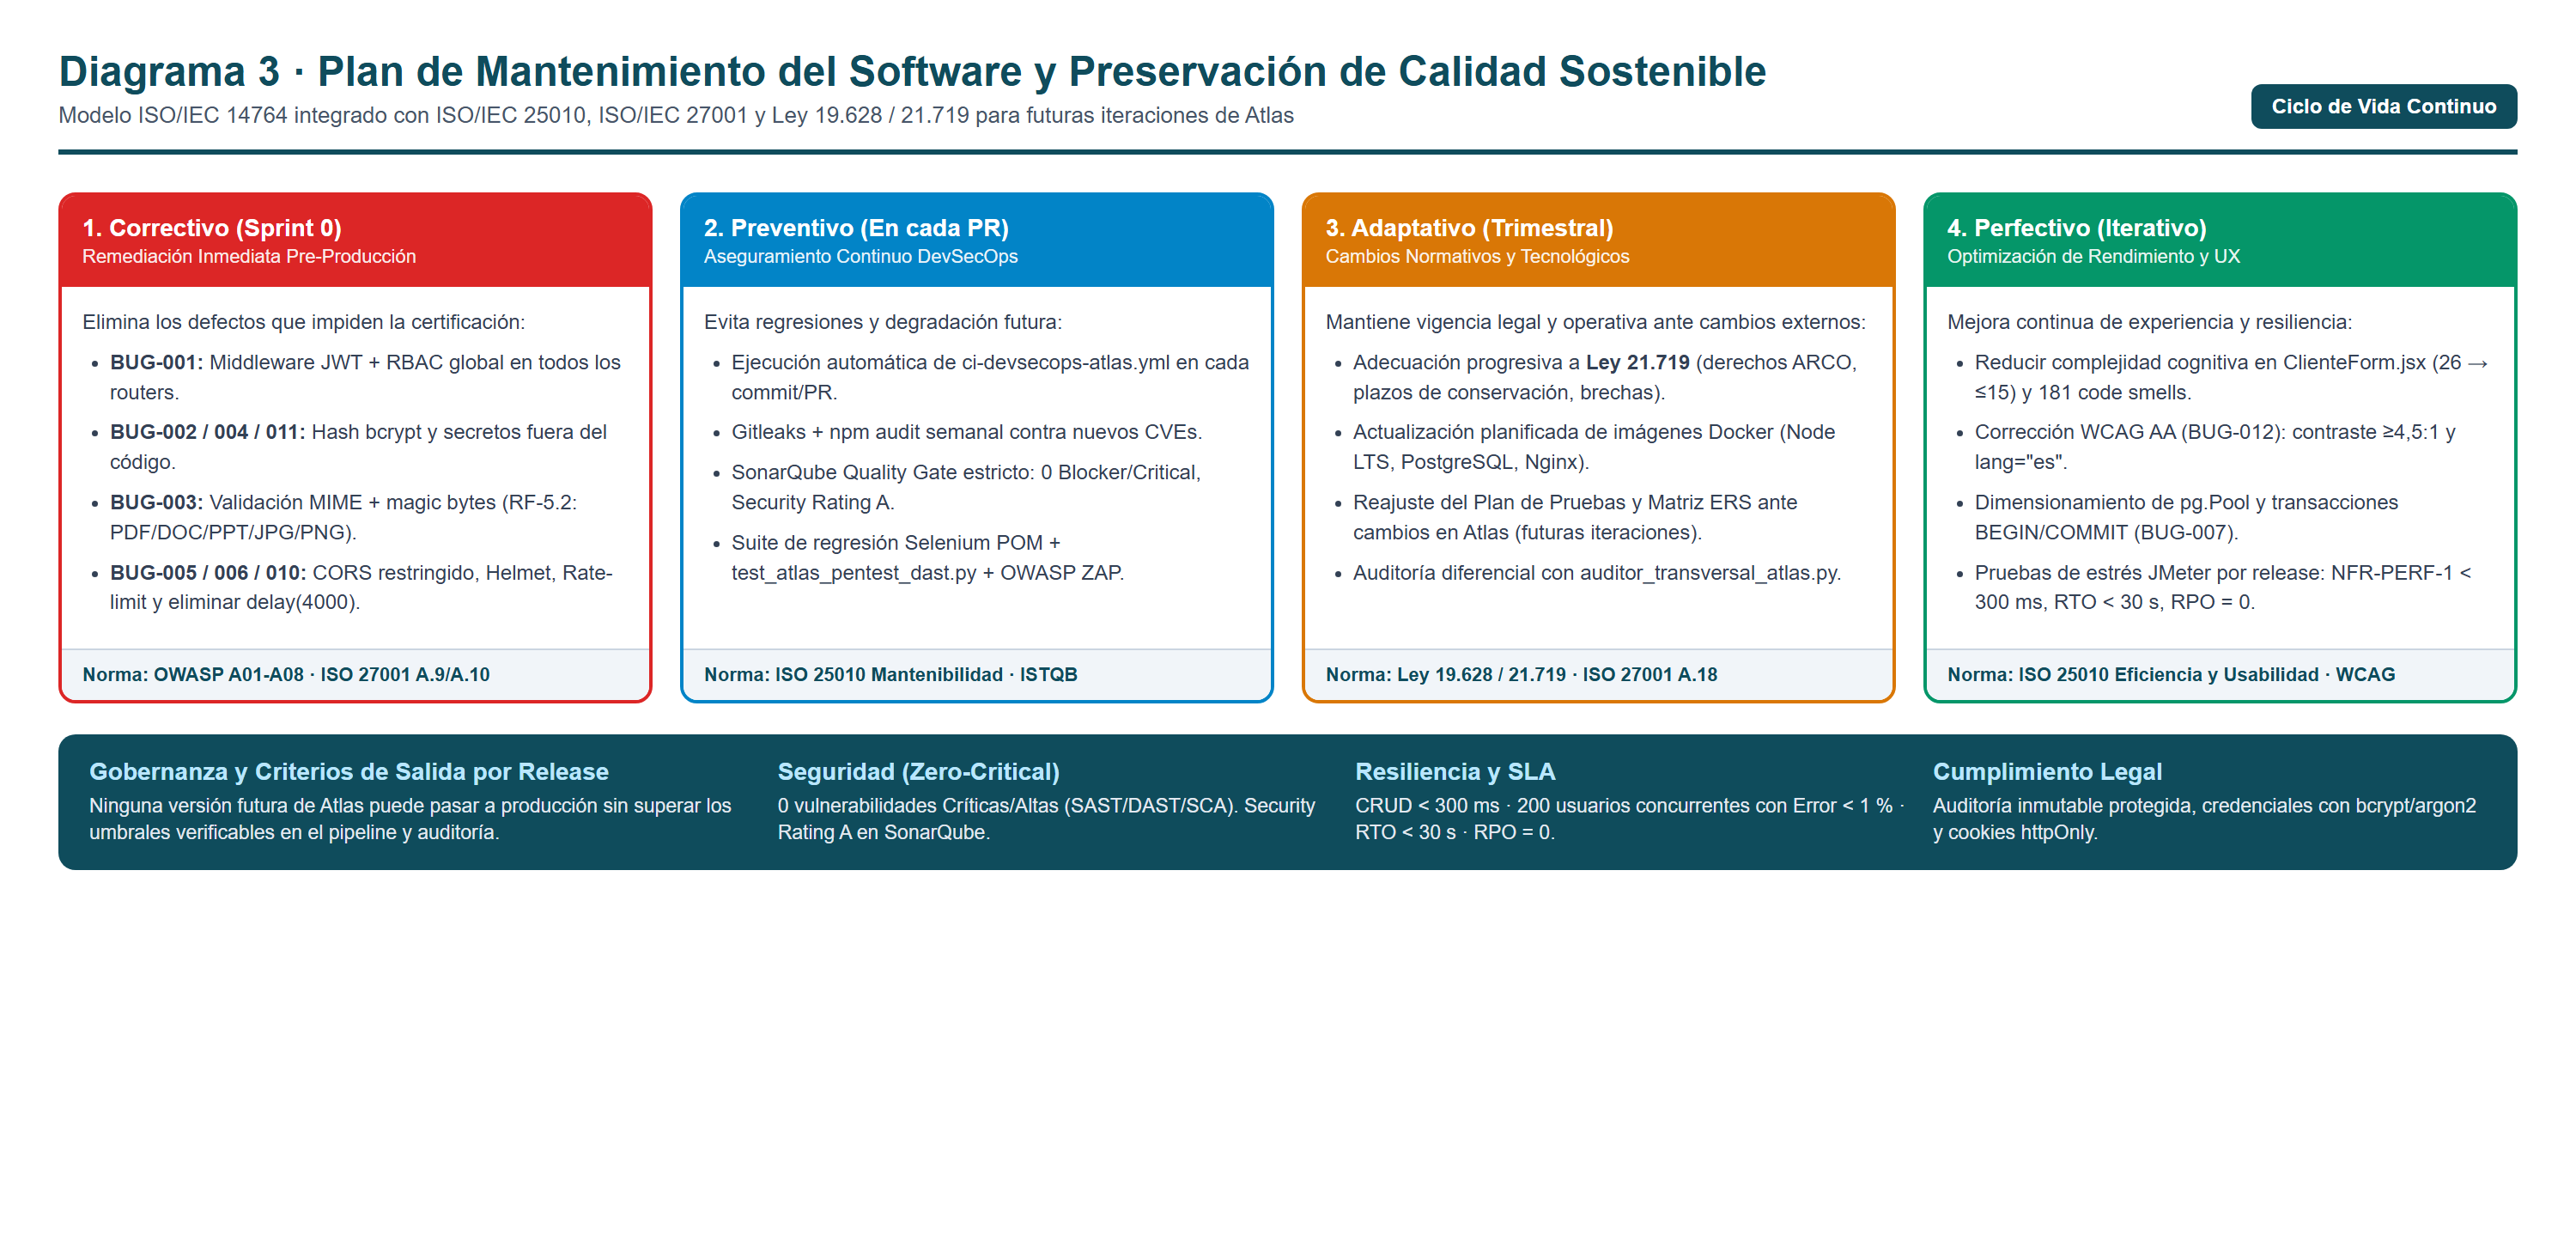 Diagrama 3 · Plan de Mantenimiento del Software y Preservación de Calidad Sostenible
Modelo ISO/IEC 14764 integrado con ISO/IEC 25010, ISO/IEC 27001 y Ley 19.628 / 21.719 para futuras iteraciones de Atlas
Ciclo de Vida Continuo
1. Correctivo (Sprint 0)
Remediación Inmediata Pre-Producción
Elimina los defectos que impiden la certificación:
• BUG-001: Middleware JWT + RBAC global en todos los
routers.
• BUG-002 / 004 / 011: Hash bcrypt y secretos fuera del
código.
• BUG-003: Validación MIME + magic bytes (RF-5.2:
PDF/DOC/PPT/JPG/PNG).
• BUG-005 / 006 / 010: CORS restringido, Helmet, Rate-
limit y eliminar delay(4000).
Norma: OWASP A01-A08 · ISO 27001 A.9/A.10
2. Preventivo (En cada PR)
Aseguramiento Continuo DevSecOps
Evita regresiones y degradación futura:
• Ejecución automática de ci-devsecops-atlas.yml en cada
commit/PR.
• Gitleaks + npm audit semanal contra nuevos CVEs.
• SonarQube Quality Gate estricto: 0 Blocker/Critical,
Security Rating A.
• Suite de regresión Selenium POM +
test_atlas_pentest_dast.py + OWASP ZAP.
Norma: ISO 25010 Mantenibilidad · ISTQB
3. Adaptativo (Trimestral)
Cambios Normativos y Tecnológicos
Mantiene vigencia legal y operativa ante cambios externos:
• Adecuación progresiva a Ley 21.719 (derechos ARCO,
plazos de conservación, brechas).
• Actualización planificada de imágenes Docker (Node
LTS, PostgreSQL, Nginx).
• Reajuste del Plan de Pruebas y Matriz ERS ante
cambios en Atlas (futuras iteraciones).
• Auditoría diferencial con auditor_transversal_atlas.py.
Norma: Ley 19.628 / 21.719 · ISO 27001 A.18
4. Perfectivo (Iterativo)
Optimización de Rendimiento y UX
Mejora continua de experiencia y resiliencia:
• Reducir complejidad cognitiva en ClienteForm.jsx (26 →
≤15) y 181 code smells.
• Corrección WCAG AA (BUG-012): contraste ≥4,5:1 y
lang="es".
• Dimensionamiento de pg.Pool y transacciones
BEGIN/COMMIT (BUG-007).
• Pruebas de estrés JMeter por release: NFR-PERF-1 <
300 ms, RTO < 30 s, RPO = 0.
Norma: ISO 25010 Eficiencia y Usabilidad · WCAG
Gobernanza y Criterios de Salida por Release
Ninguna versión futura de Atlas puede pasar a producción sin superar los
umbrales verificables en el pipeline y auditoría.
Seguridad (Zero-Critical)
0 vulnerabilidades Críticas/Altas (SAST/DAST/SCA). Security
Rating A en SonarQube.
Resiliencia y SLA
CRUD < 300 ms · 200 usuarios concurrentes con Error < 1 % ·
RTO < 30 s · RPO = 0.
Cumplimiento Legal
Auditoría inmutable protegida, credenciales con bcrypt/argon2
y cookies httpOnly.